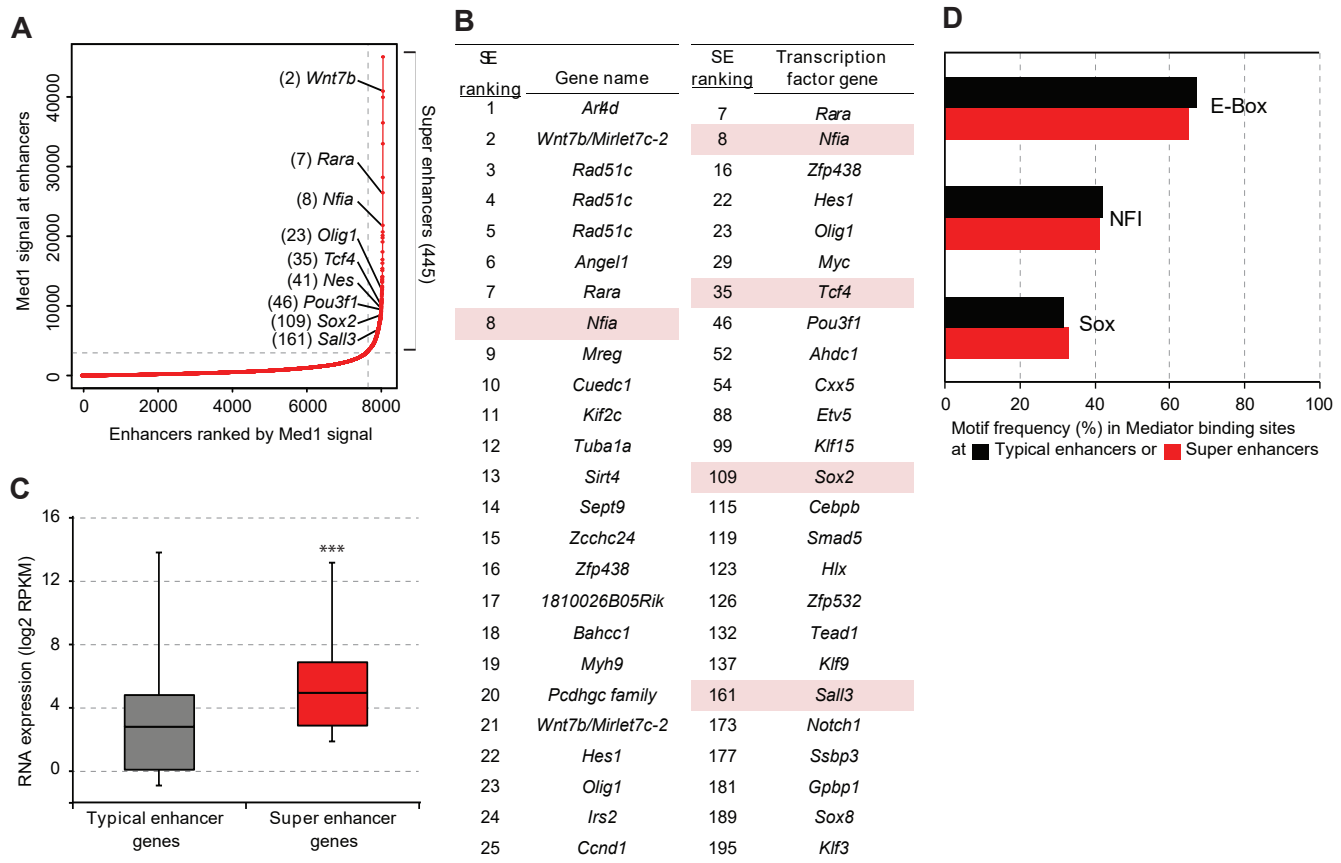 A
Med1 signal at enhancers
40000
30000
20000
10000
0
(2) Wnt7b
(7) Rara
(8) Nfia
(23) Olig1
(35) Tcf4
(41) Nes
(46) Pou3f1
(109) Sox2
(161) Sall3
Super enhancers (445)
0 2000 4000 6000 8000
Enhancers ranked by Med1 signal
B
SE ranking Gene name
1 Arl4d
2 Wnt7b/Mirlet7c-2
3 Rad51c
4 Rad51c
5 Rad51c
6 Angel1
7 Rara
8 Nfia
9 Mreg
10 Cuedc1
11 Kif2c
12 Tuba1a
13 Sirt4
14 Sept9
15 Zcchc24
16 Zfp438
17 1810026B05Rik
18 Bahcc1
19 Myh9
20 Pcdhgc family
21 Wnt7b/Mirlet7c-2
22 Hes1
23 Olig1
24 Irs2
25 Ccnd1
SE Transcription
ranking factor gene
7 Rara
8 Nfia
16 Zfp438
22 Hes1
23 Olig1
29 Myc
35 Tcf4
46 Pou3f1
52 Ahdc1
54 Cxx5
88 Etv5
99 Klf15
109 Sox2
115 Cebpb
119 Smad5
123 Hlx
126 Zfp532
132 Tead1
137 Klf9
161 Sall3
173 Notch1
177 Ssbp3
181 Gpbp1
189 Sox8
195 Klf3
C
RNA expression (log2 RPKM)
16
12
8
4
0
***
Typical enhancer
genes
Super enhancer
genes
D
E-Box
NFI
Sox
0 20 40 60 80 100
Motif frequency (%) in Mediator binding sites
at Typical enhancers or Super enhancers